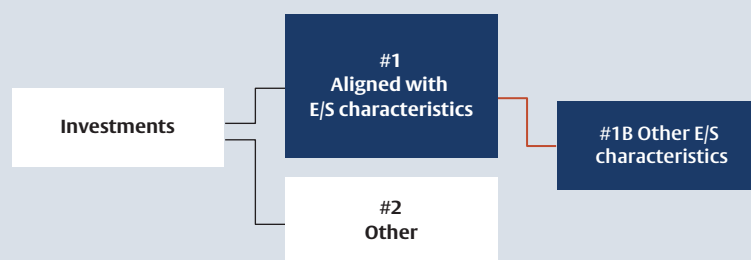 Investments
#1
Aligned with
E/S characteristics
#1B Other E/S
characteristics
#2
Other